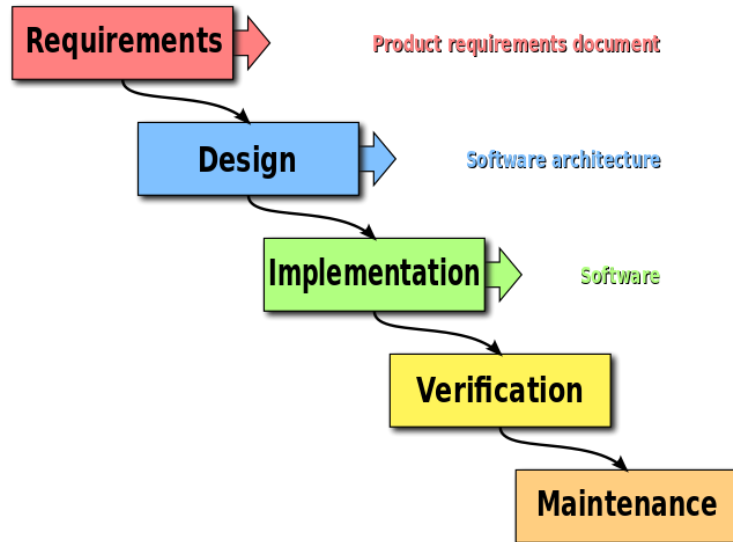 Requirements
Product requirements document
Design
Software architecture
Implementation
Software
Verification
Maintenance